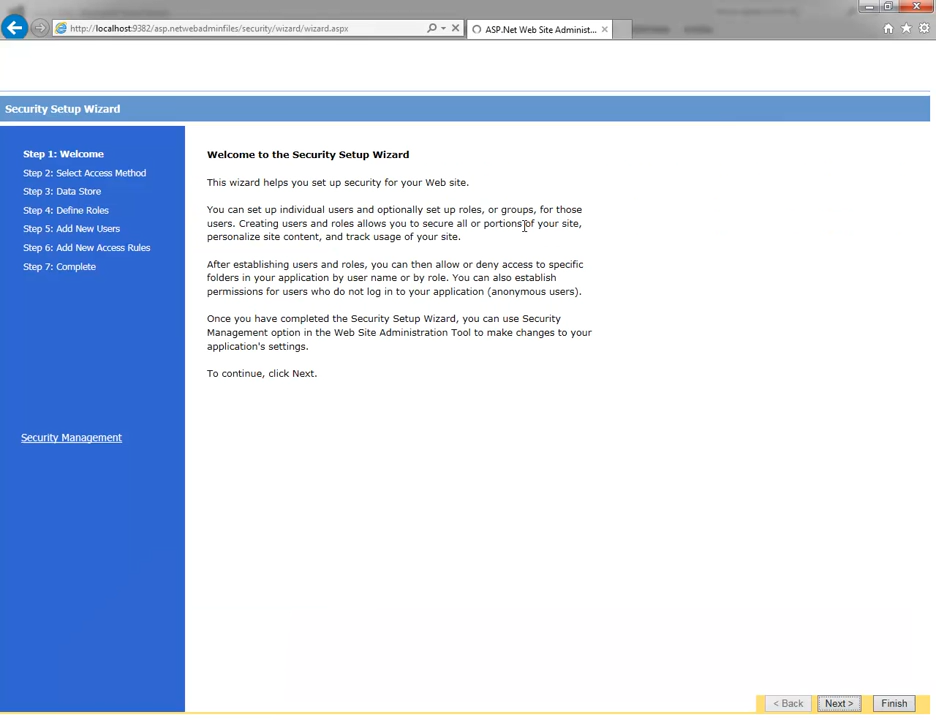 http://localhost:9382/asp.netwebadminfiles/security/wizard/wizard.aspx
ASP.Net Web Site Administ...
Security Setup Wizard
Step 1: Welcome
Step 2: Select Access Method
Step 3: Data Store
Step 4: Define Roles
Step 5: Add New Users
Step 6: Add New Access Rules
Step 7: Complete
Security Management
Welcome to the Security Setup Wizard
This wizard helps you set up security for your Web site.
You can set up individual users and optionally set up roles, or groups, for those
users. Creating users and roles allows you to secure all or portions of your site,
personalize site content, and track usage of your site.
After establishing users and roles, you can then allow or deny access to specific
folders in your application by user name or by role. You can also establish
permissions for users who do not log in to your application (anonymous users).
Once you have completed the Security Setup Wizard, you can use Security
Management option in the Web Site Administration Tool to make changes to your
application's settings.
To continue, click Next.
< Back
Next >
Finish